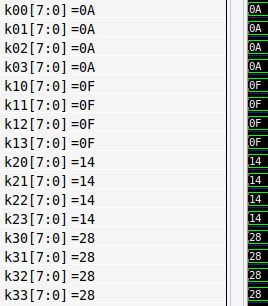 k00[7:0]=0A 0A
k01[7:0]=0A 0A
k02[7:0]=0A 0A
k03[7:0]=0A 0A
k10[7:0]=0F 0F
k11[7:0]=0F 0F
k12[7:0]=0F 0F
k13[7:0]=0F 0F
k20[7:0]=14 14
k21[7:0]=14 14
k22[7:0]=14 14
k23[7:0]=14 14
k30[7:0]=28 28
k31[7:0]=28 28
k32[7:0]=28 28
k33[7:0]=28 28